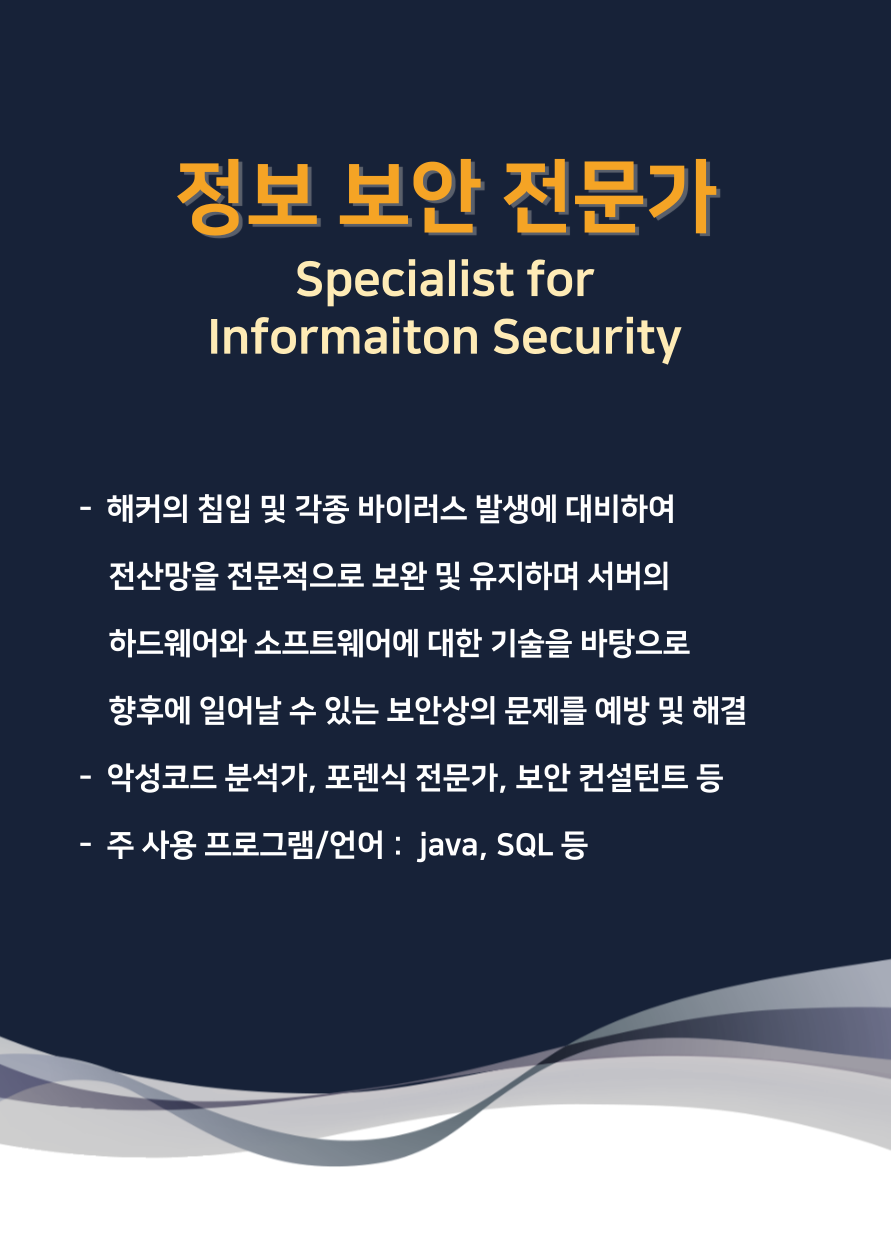 정보 보안 전문가
Specialist for
Informaiton Security
- 해커의 침입 및 각종 바이러스 발생에 대비하여
전산망을 전문적으로 보완 및 유지하며 서버의
하드웨어와 소프트웨어에 대한 기술을 바탕으로
향후에 일어날 수 있는 보안상의 문제를 예방 및 해결
- 악성코드 분석가, 포렌식 전문가, 보안 컨설턴트 등
- 주 사용 프로그램/언어 : java, SQL 등